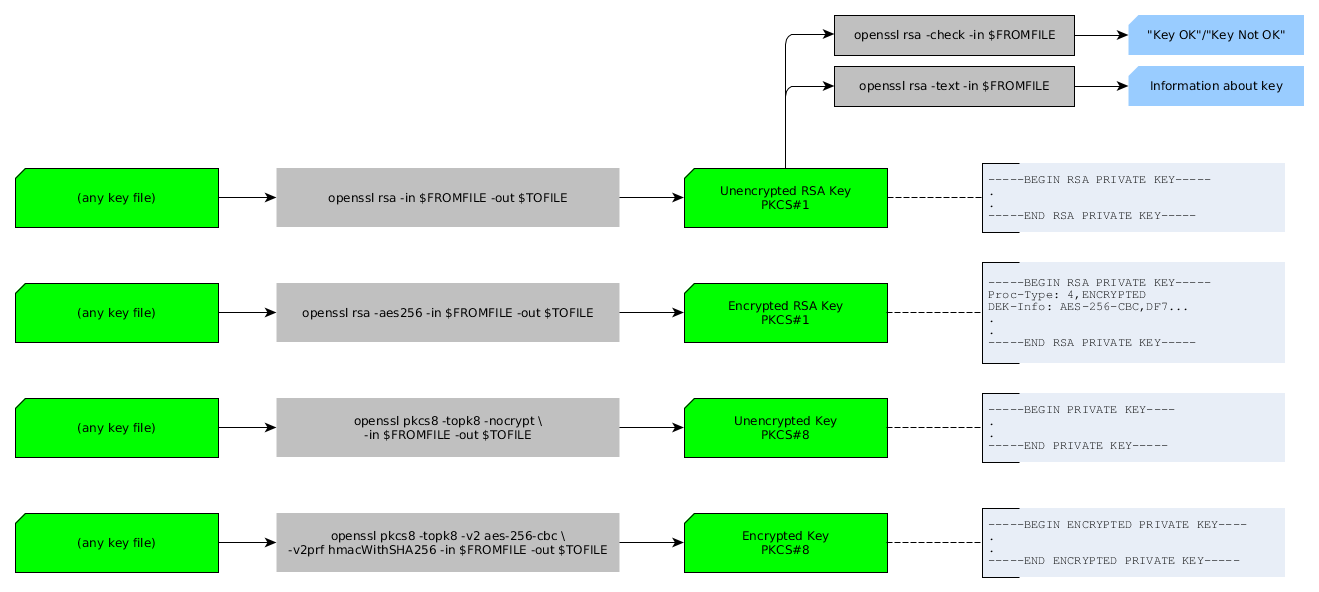 openssl rsa -check -in $FROMFILE
"Key OK"/"Key Not OK"
openssl rsa -text -in $FROMFILE
Information about key
(any key file)
openssl rsa -in $FROMFILE -out $TOFILE
Unencrypted RSA Key
PKCS#1
-----BEGIN RSA PRIVATE KEY-----
.
.
-----END RSA PRIVATE KEY-----
(any key file)
openssl rsa -aes256 -in $FROMFILE -out $TOFILE
Encrypted RSA Key
PKCS#1
-----BEGIN RSA PRIVATE KEY-----
Proc-Type: 4,ENCRYPTED
DEK-Info: AES-256-CBC,DF7...
.
.
-----END RSA PRIVATE KEY-----
(any key file)
openssl pkcs8 -topk8 -nocrypt \
-in $FROMFILE -out $TOFILE
Unencrypted Key
PKCS#8
-----BEGIN PRIVATE KEY----
.
.
-----END PRIVATE KEY-----
(any key file)
openssl pkcs8 -topk8 -v2 aes-256-cbc \
-v2prf hmacWithSHA256 -in $FROMFILE -out $TOFILE
Encrypted Key
PKCS#8
-----BEGIN ENCRYPTED PRIVATE KEY----
.
.
-----END ENCRYPTED PRIVATE KEY-----